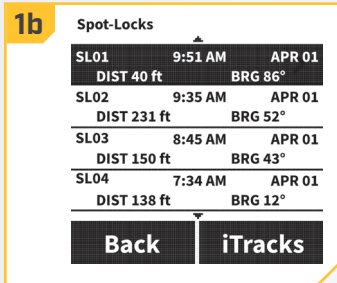 1b
Spot-Locks
SL01 9:51 AM APR 01
DIST 40 ft BRG 86°
SL02 9:35 AM APR 01
DIST 231 ft BRG 52°
SL03 8:45 AM APR 01
DIST 150 ft BRG 43°
SL04 7:34 AM APR 01
DIST 138 ft BRG 12°
Back iTracks